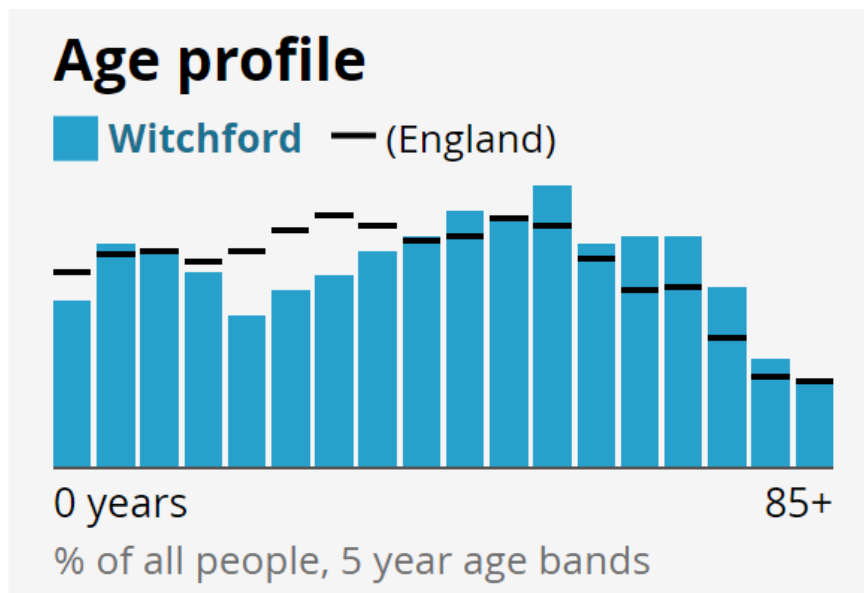 Age profile
Witchford (England)
0 years 85+
% of all people, 5 year age bands